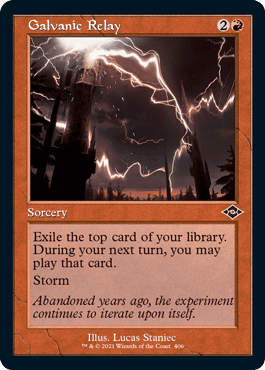 Galvanic Relay 2
Sorcery
Exile the top card of your library.
During your next turn, you may
play that card.
Storm
Abandoned years ago, the experiment
continues to iterate upon itself.
Illus. Lucas Staniec
™ & © 2021 Wizards of the Coast 406